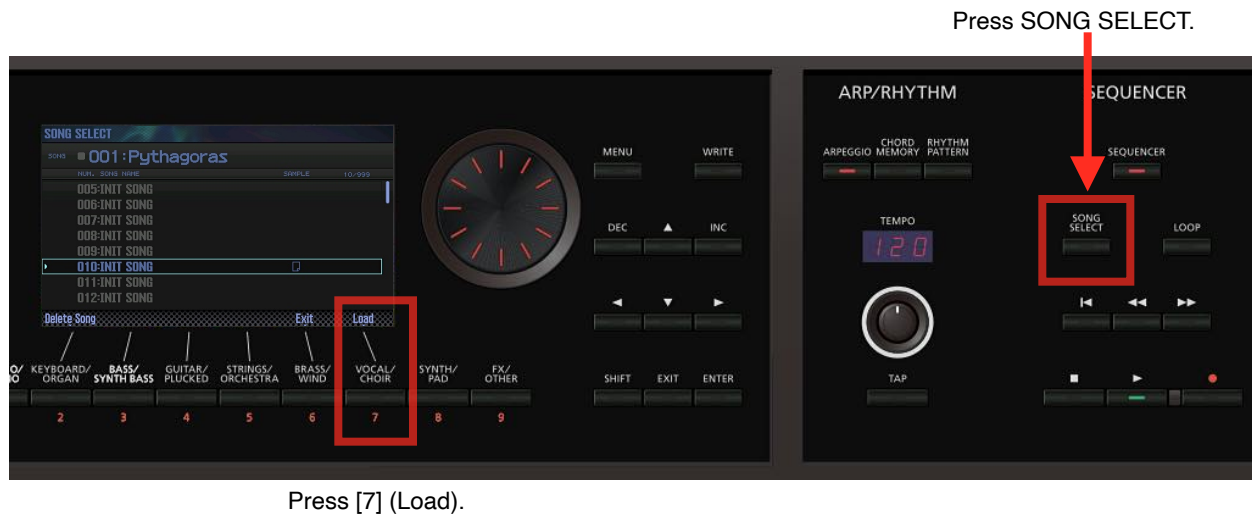 Press SONG SELECT.
SONG SELECT
SONG 001:Pythagoras
NUM. SONG NAME SAMPLE 10/999
005:INIT SONG
006:INIT SONG
007:INIT SONG
008:INIT SONG
009:INIT SONG
010:INIT SONG
011:INIT SONG
012:INIT SONG
Delete Song Exit Load
KEYBOARD/
ORGAN
BASS/
SYNTH BASS
GUITAR/
PLUCKED
STRINGS/
ORCHESTRA
BRASS/
WIND
VOCAL/
CHOIR
SYNTH/
PAD
FX/
OTHER
2 3 4 5 6 7 8 9
MENU WRITE
DEC INC
SHIFT EXIT ENTER
ARP/RHYTHM
ARPEGGIO
CHORD
MEMORY
RHYTHM
PATTERN
TEMPO
120
TAP
SEQUENCER
SEQUENCER
SONG
SELECT
LOOP
Press [7] (Load).